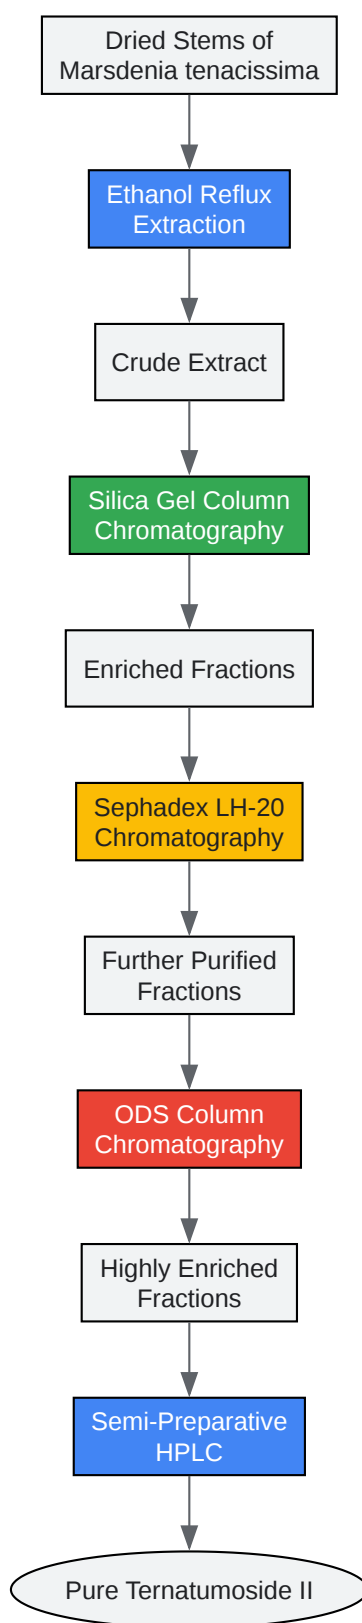 Dried Stems of
Marsdenia tenacissima
Ethanol Reflux
Extraction
Crude Extract
Silica Gel Column
Chromatography
Enriched Fractions
Sephadex LH-20
Chromatography
Further Purified
Fractions
ODS Column
Chromatography
Highly Enriched
Fractions
Semi-Preparative
HPLC
Pure Ternatumoside II